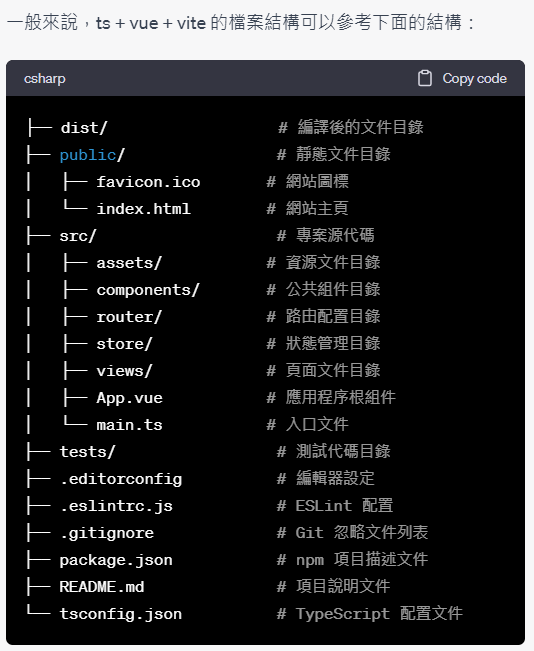 一般來說，ts + vue + vite 的檔案結構可以參考下面的結構：
csharp Copy code
├── dist/ # 編譯後的文件目錄
├── public/ # 靜態文件目錄
│   ├── favicon.ico # 網站圖標
│   └── index.html # 網站主頁
├── src/ # 專案源代碼
│   ├── assets/ # 資源文件目錄
│   ├── components/ # 公共組件目錄
│   ├── router/ # 路由配置目錄
│   ├── store/ # 狀態管理目錄
│   ├── views/ # 頁面文件目錄
│   ├── App.vue # 應用程序根組件
│   └── main.ts # 入口文件
├── tests/ # 測試代碼目錄
├── .editorconfig # 編輯器設定
├── .eslintrc.js # ESLint 配置
├── .gitignore # Git 忽略文件列表
├── package.json # npm 項目描述文件
├── README.md # 項目說明文件
└── tsconfig.json # TypeScript 配置文件